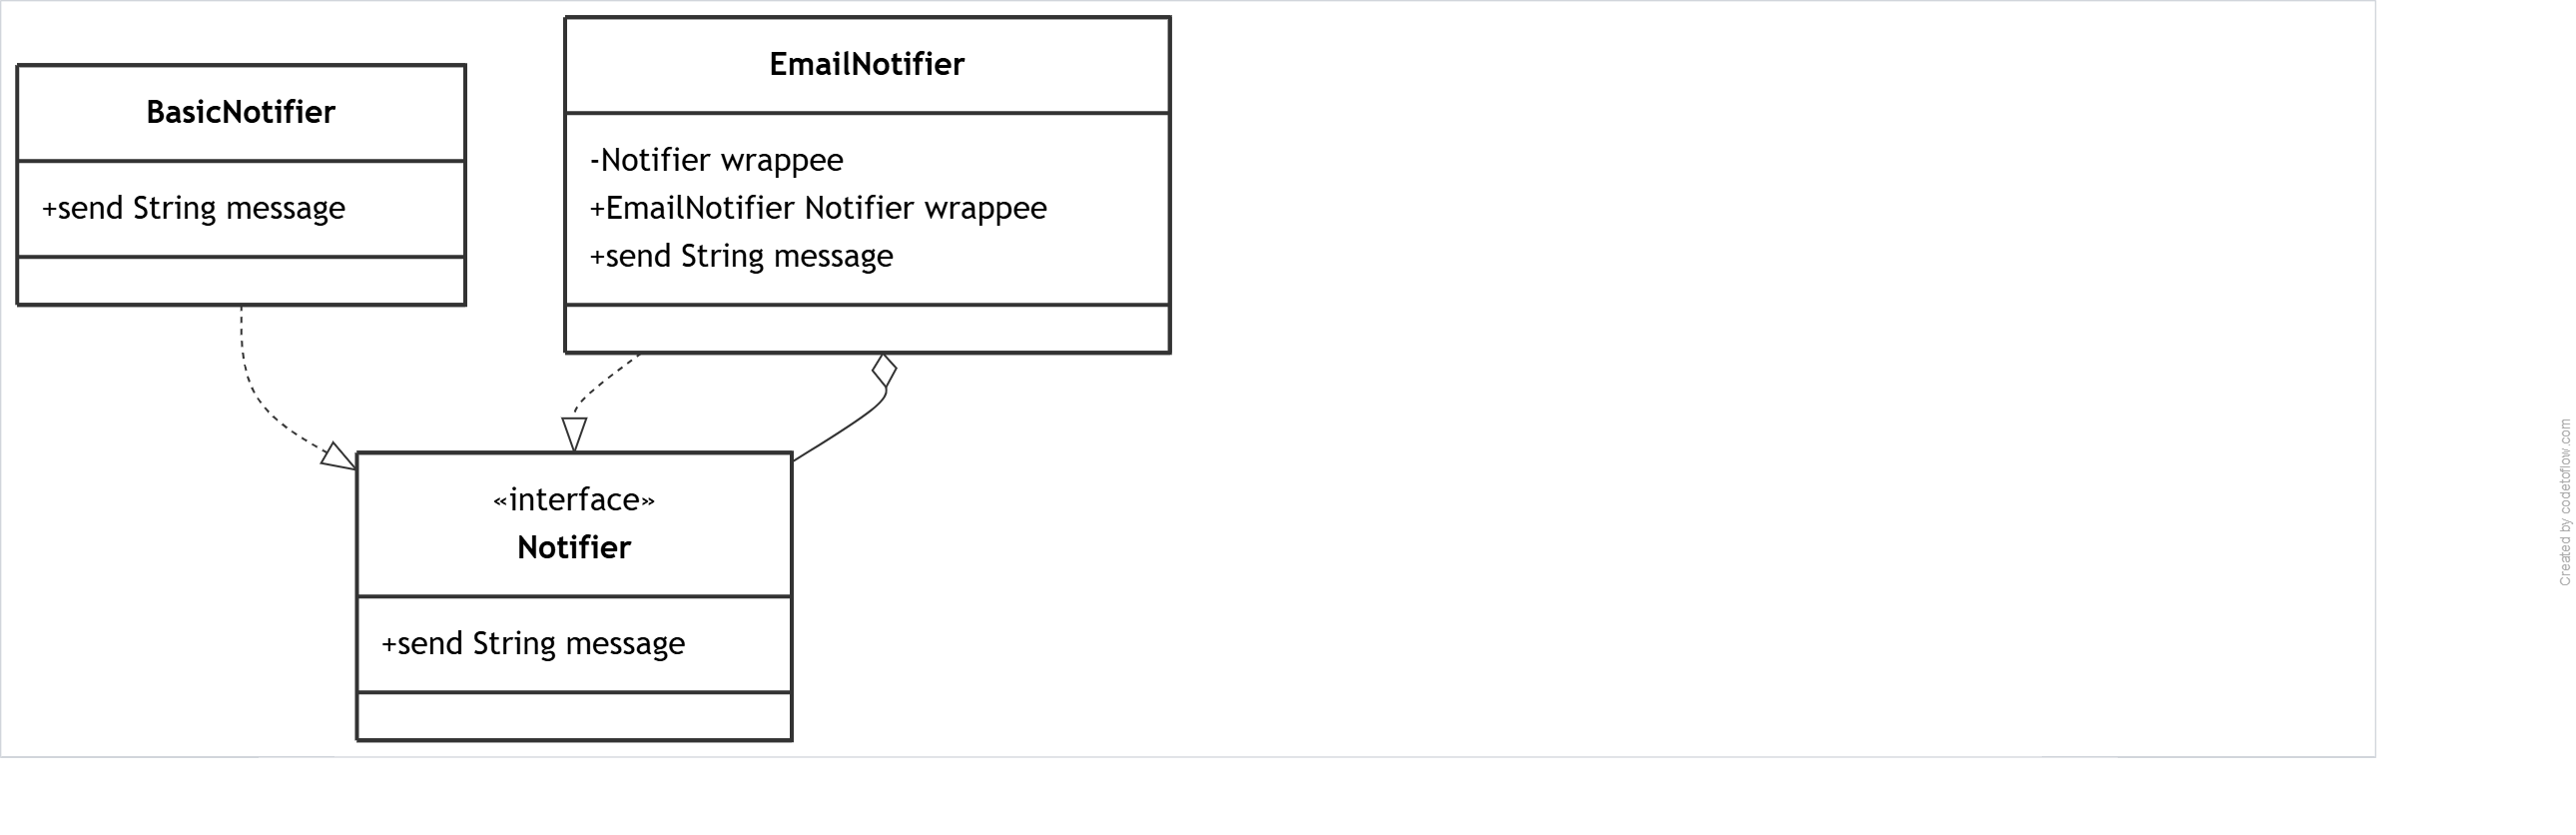 BasicNotifier
+send String message
EmailNotifier
-Notifier wrappee
+EmailNotifier Notifier wrappee
+send String message
«interface»
Notifier
+send String message
Created by codetoflow.com